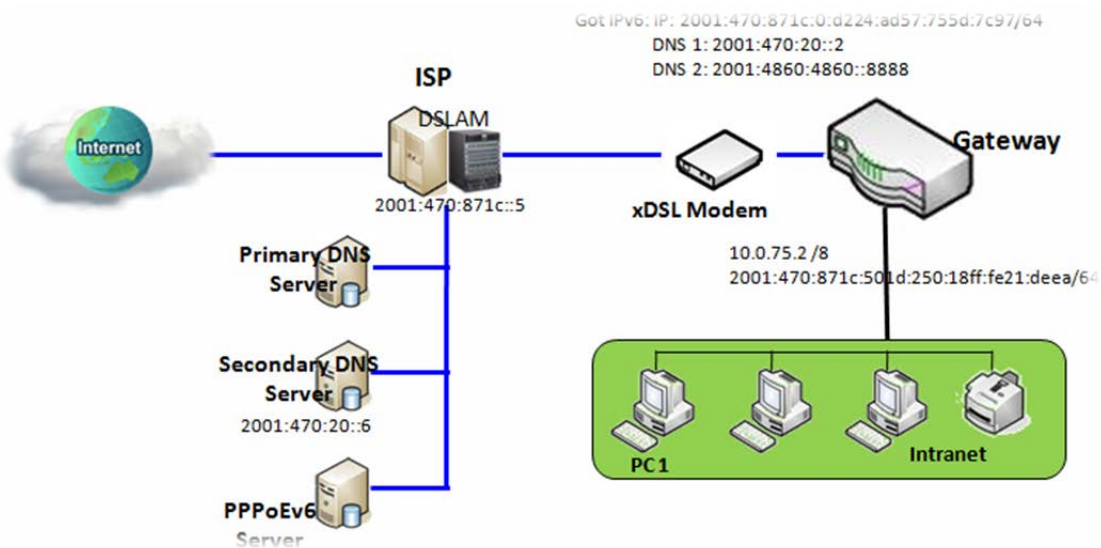 Got IPv6: IP: 2001:470:871c:0:d224:ad57:755d:7c97/64
DNS 1: 2001:470:20::2
DNS 2: 2001:4860:4860::8888
ISP
DSLAM
Internet
Gateway
2001:470:871c::5
xDSL Modem
Primary DNS
Server
10.0.75.2 /8
2001:470:871c:501d:250:18ff:fe21:deea/64
Secondary DNS
Server
2001:470:20::6
PC1
Intranet
PPPoEv6
Server